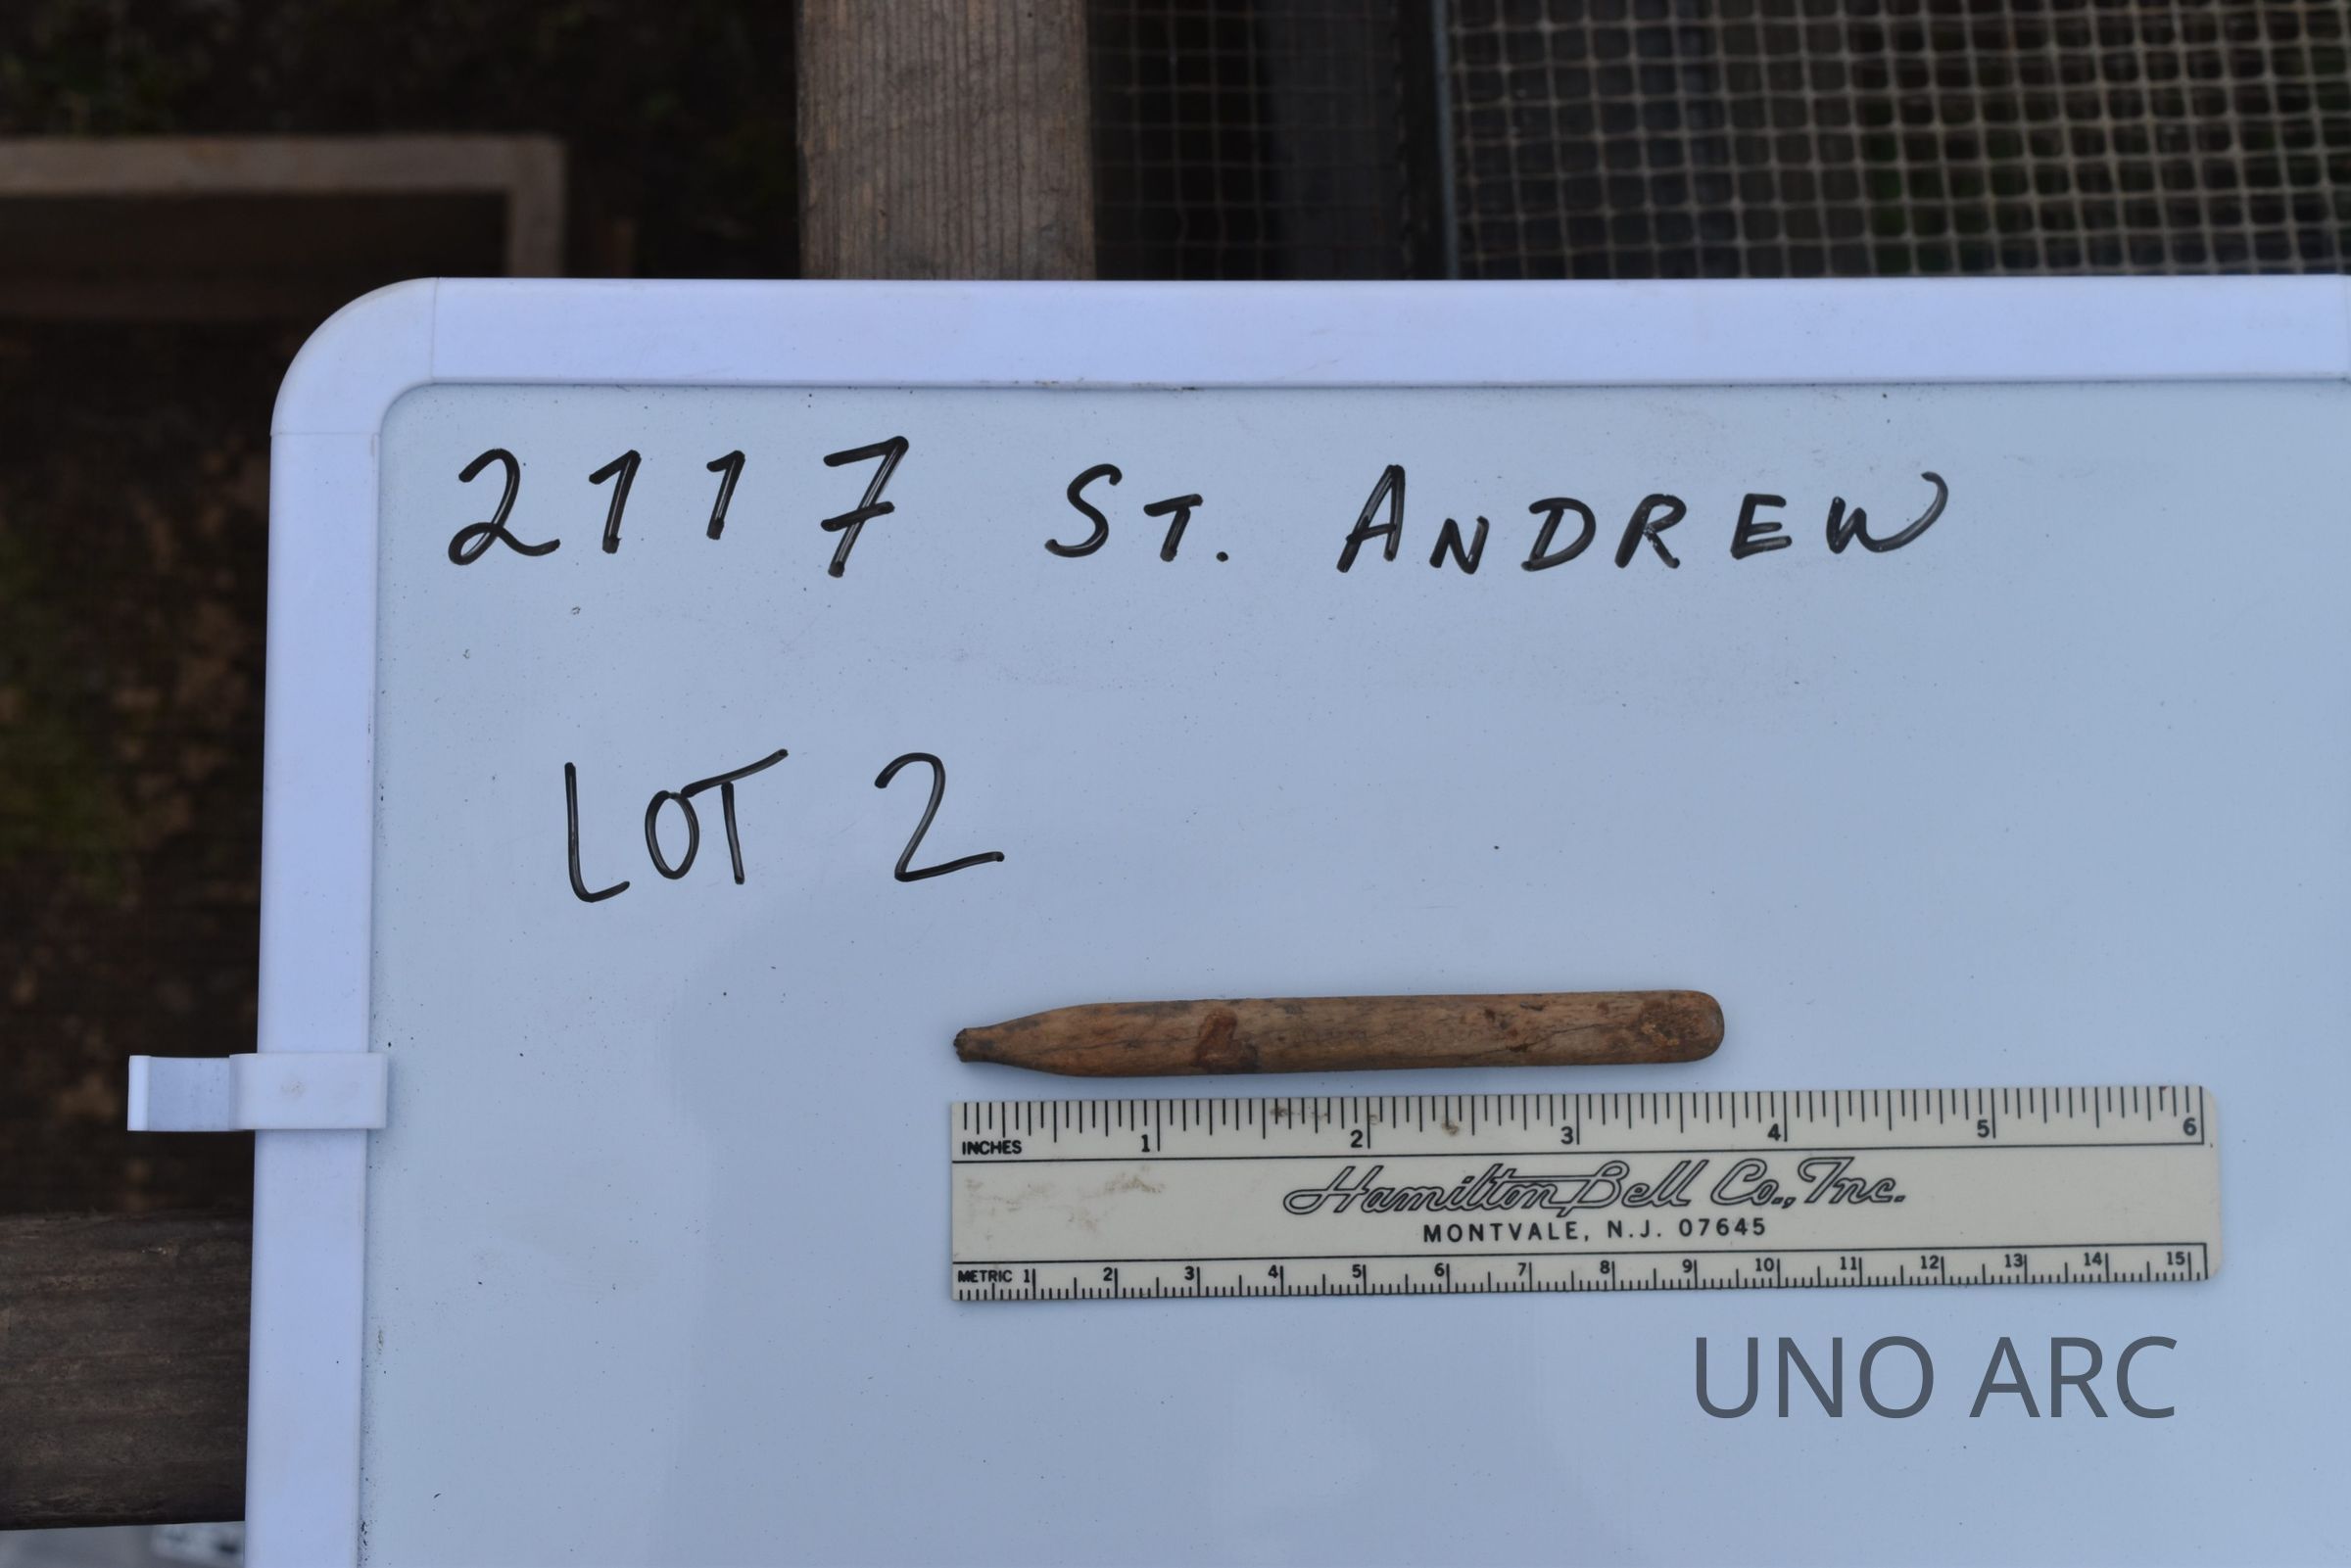 2117 ST. ANDREW
LOT 2
INCHES 1 2 3 4 5 6
Hamilton Bell Co., Inc.
MONTVALE, N.J. 07645
METRIC 1 2 3 4 5 6 7 8 9 10 11 12 13 14 15
UNO ARC